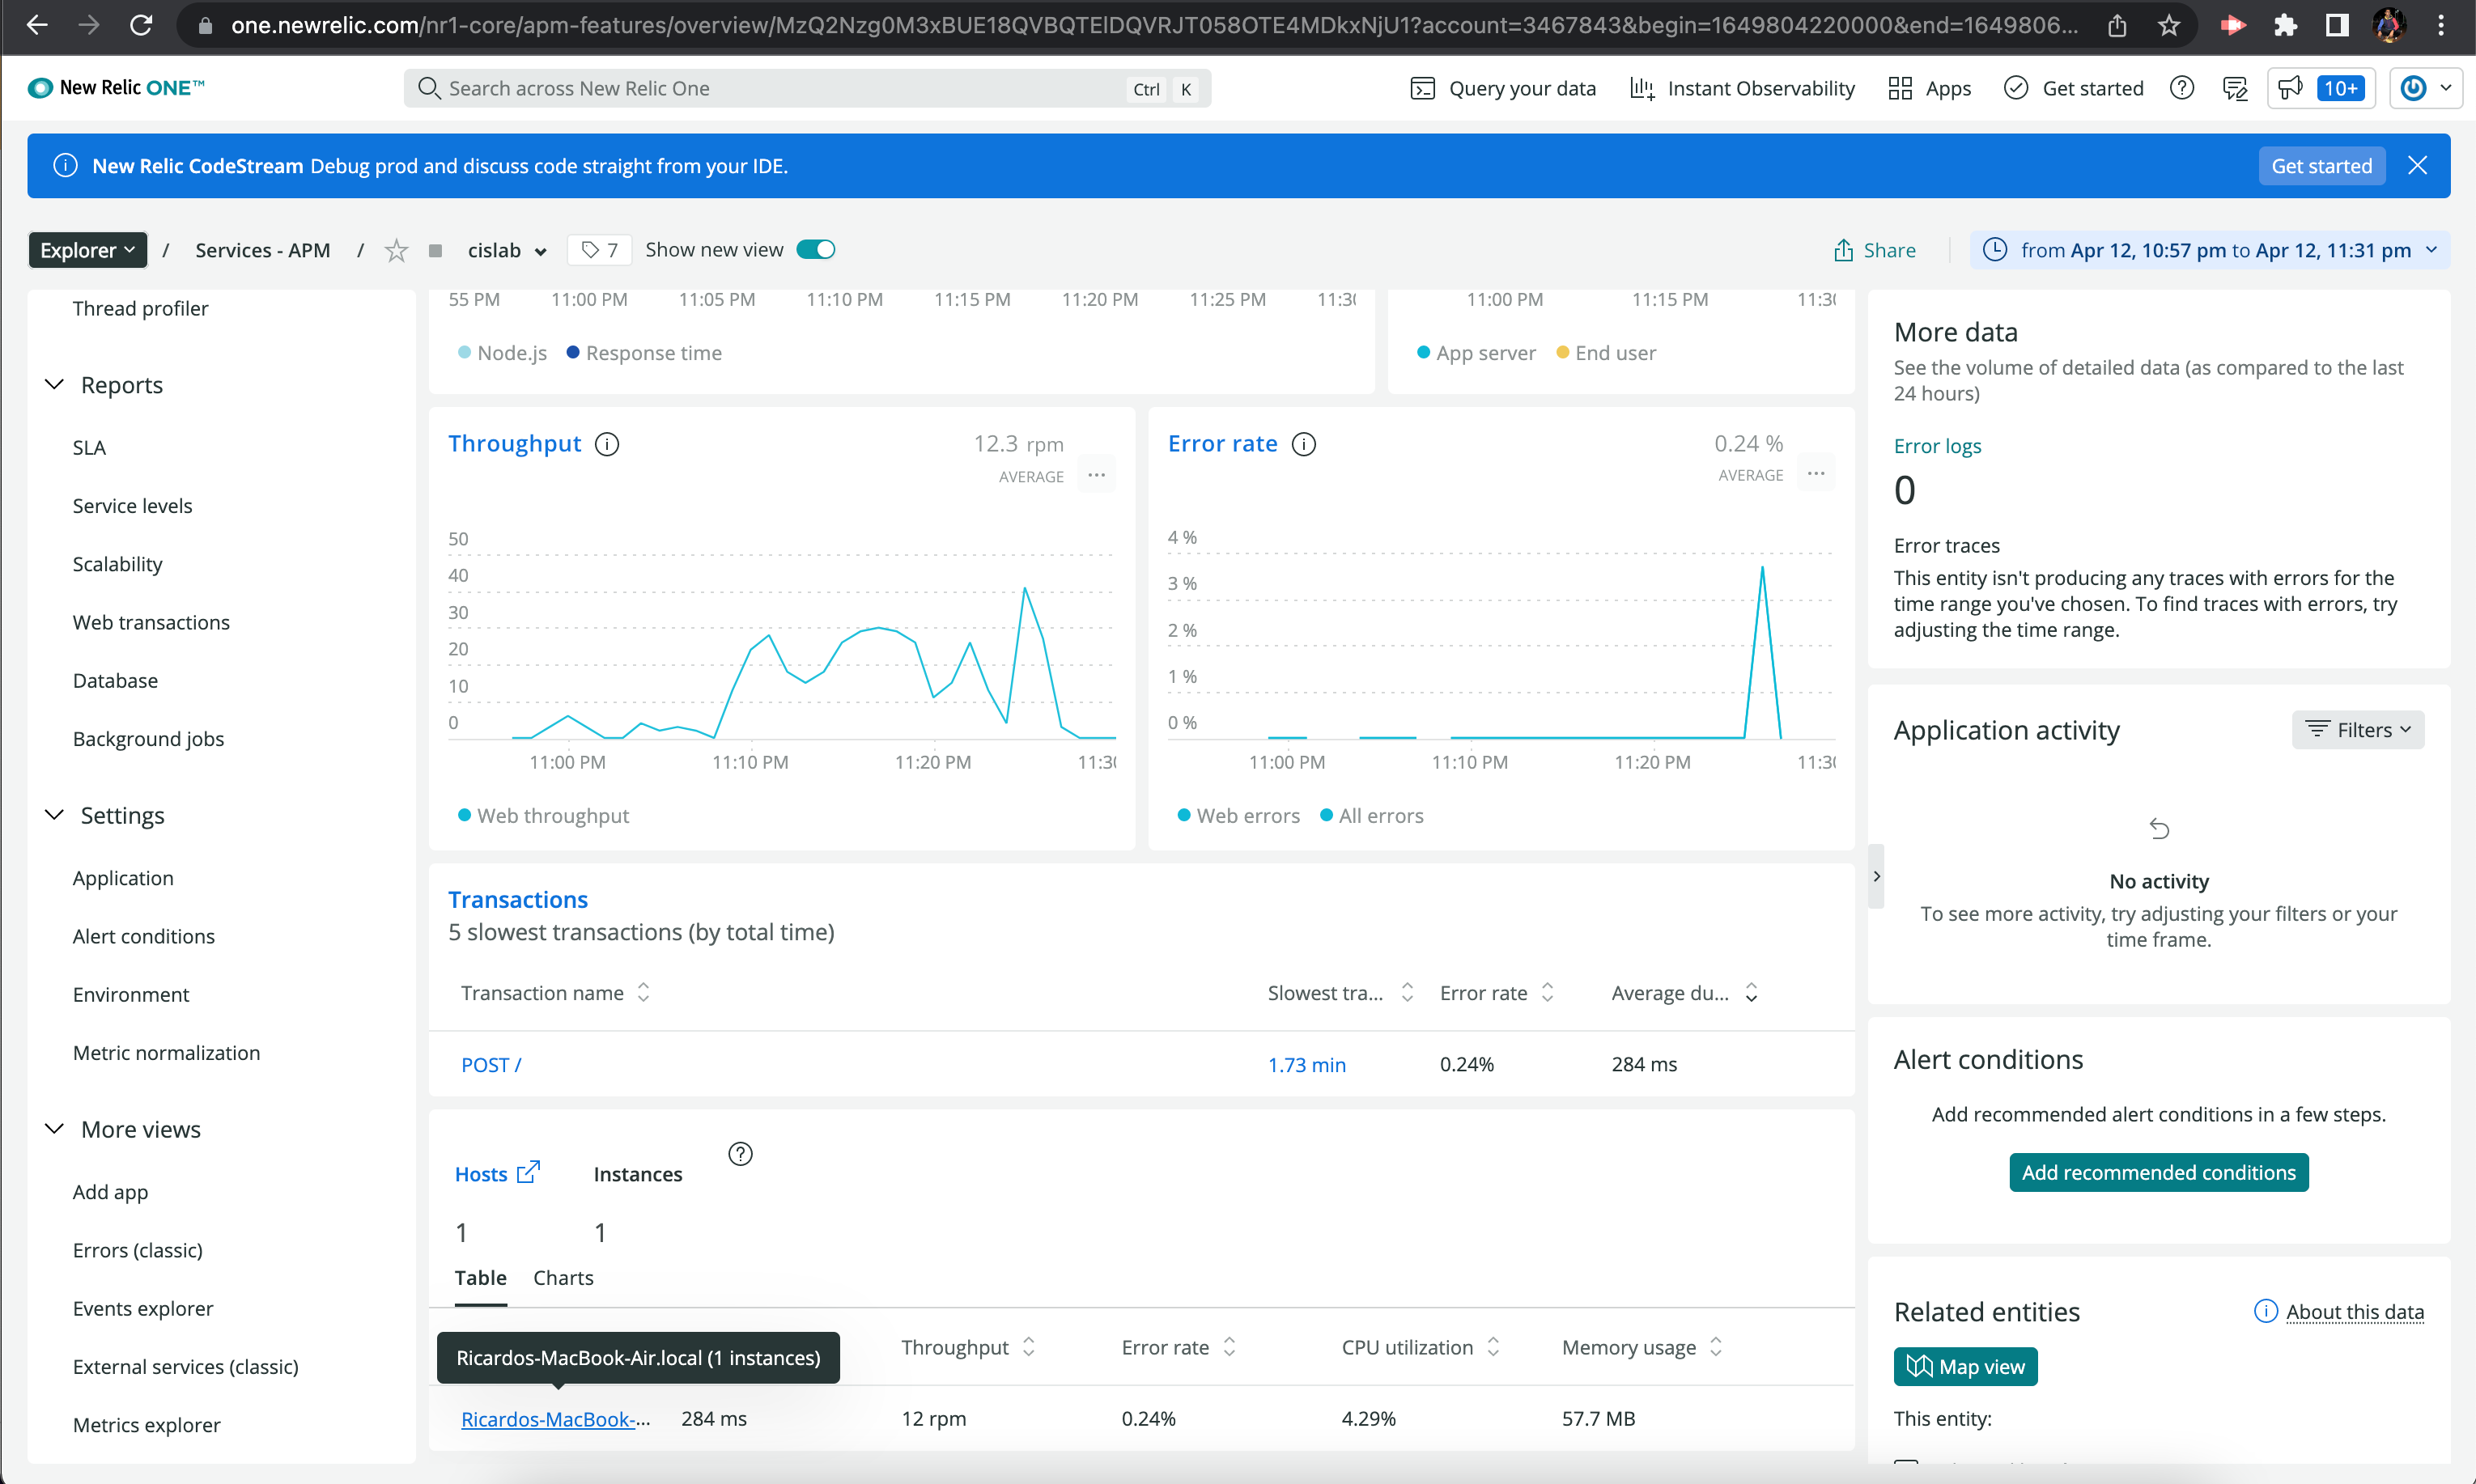 one.newrelic.com/nr1-core/apm-features/overview/MzQ2Nzg0M3xBUE18QVBQTElDQVRJT058OTE4MDkxNjU1?account=3467843&begin=1649804220000&end=1649806...
New Relic ONE™
Search across New Relic One
Ctrl K
Query your data
Instant Observability
Apps
Get started
10+
New Relic CodeStream Debug prod and discuss code straight from your IDE.
Get started
Explorer / Services - APM / cislab 7 Show new view
Share
from Apr 12, 10:57 pm to Apr 12, 11:31 pm
Thread profiler
Reports
SLA
Service levels
Scalability
Web transactions
Database
Background jobs
Settings
Application
Alert conditions
Environment
Metric normalization
More views
Add app
Errors (classic)
Events explorer
External services (classic)
Metrics explorer
55 PM 11:00 PM 11:05 PM 11:10 PM 11:15 PM 11:20 PM 11:25 PM 11:30
Node.js Response time
11:00 PM 11:15 PM 11:30
App server End user
Throughput
12.3 rpm
AVERAGE
...
50
40
30
20
10
0
11:00 PM 11:10 PM 11:20 PM 11:30
Web throughput
Error rate
0.24 %
AVERAGE
...
4 %
3 %
2 %
1 %
0 %
11:00 PM 11:10 PM 11:20 PM 11:30
Web errors All errors
Transactions
5 slowest transactions (by total time)
Transaction name Slowest tra... Error rate Average du...
POST / 1.73 min 0.24% 284 ms
Hosts Instances
1 1
Table Charts
Ricardos-MacBook-Air.local (1 instances)
Throughput Error rate CPU utilization Memory usage
Ricardos-MacBook-... 284 ms 12 rpm 0.24% 4.29% 57.7 MB
More data
See the volume of detailed data (as compared to the last
24 hours)
Error logs
0
Error traces
This entity isn't producing any traces with errors for the
time range you've chosen. To find traces with errors, try
adjusting the time range.
Application activity
Filters
No activity
To see more activity, try adjusting your filters or your
time frame.
Alert conditions
Add recommended alert conditions in a few steps.
Add recommended conditions
Related entities
About this data
Map view
This entity: